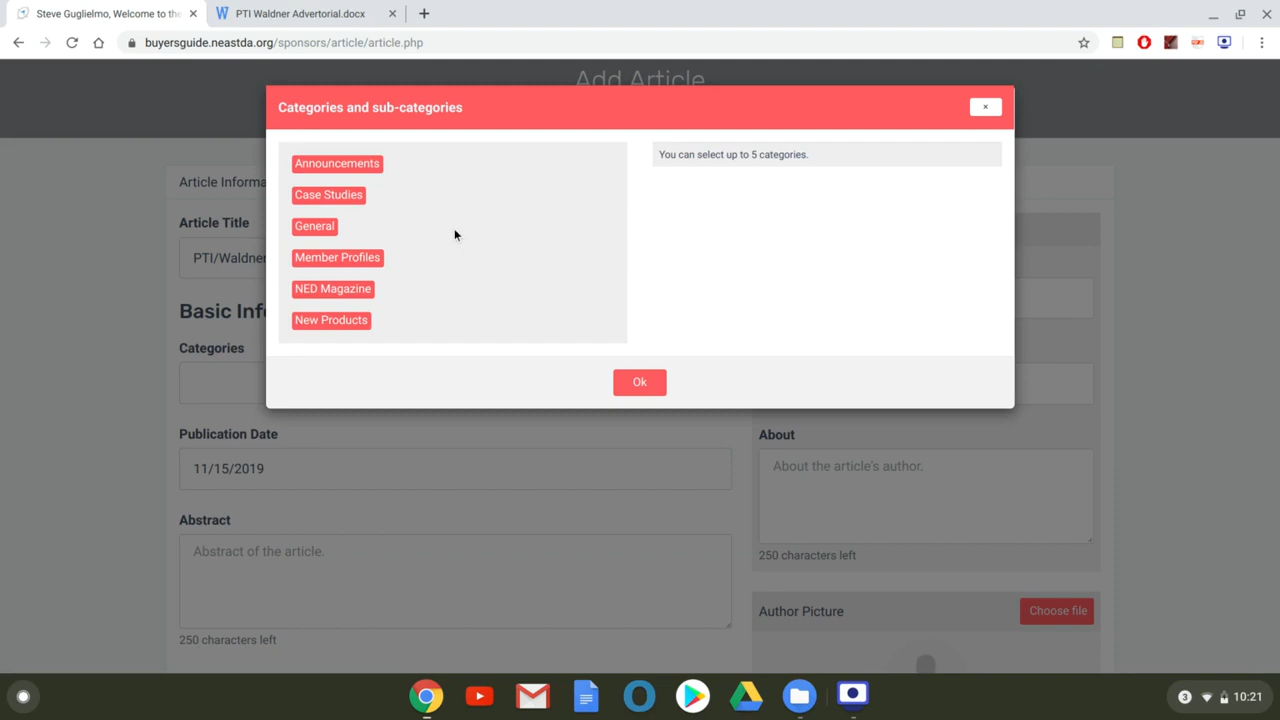 Steve Guglielmo, Welcome to the
PTI Waldner Advertorial.docx
buyersguide.neastda.org/sponsors/article/article.php
Add Article
Categories and sub-categories
×
Announcements
Case Studies
General
Member Profiles
NED Magazine
New Products
You can select up to 5 categories.
Ok
Article Informa
Article Title
PTI/Waldner
Basic Inf
Categories
Publication Date
11/15/2019
Abstract
Abstract of the article.
250 characters left
About
About the article's author.
250 characters left
Author Picture
Choose file
3
10:21